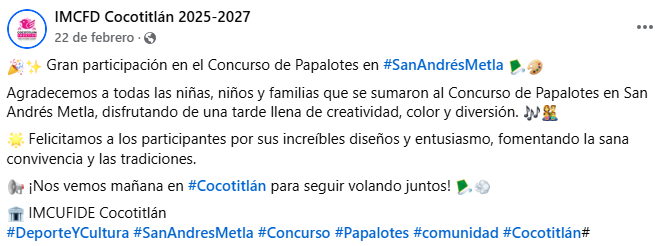 IMCFD Cocotitlán 2025-2027
22 de febrero ·
🎉✨ Gran participación en el Concurso de Papalotes en #SanAndrésMetla 🪁🎨
Agradecemos a todas las niñas, niños y familias que se sumaron al Concurso de Papalotes en San
Andrés Metla, disfrutando de una tarde llena de creatividad, color y diversión. 🎶👨‍👩‍👧‍👦
🌟 Felicitamos a los participantes por sus increíbles diseños y entusiasmo, fomentando la sana
convivencia y las tradiciones.
📢 ¡Nos vemos mañana en #Cocotitlán para seguir volando juntos! 🪁💨
🏛️ IMCUFIDE Cocotitlán
#DeporteYCultura #SanAndresMetla #Concurso #Papalotes #comunidad #Cocotitlán#